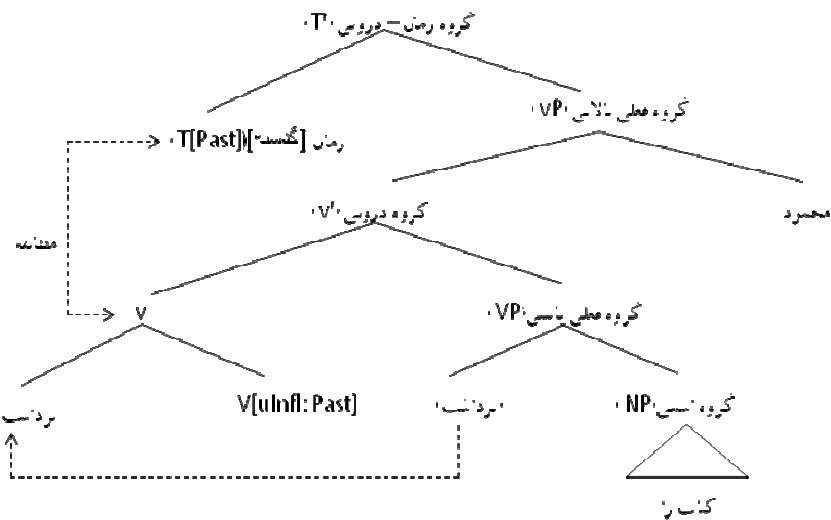 گروه زمان – درونی (T')
گروه فعلی بالایی (vP)
زمان [گذشته] (T[Past])
گروه درونی (v')
محمود
مطابقه
v
گروه فعلی پایینی (VP)
برداشت
V[uInfl: Past]
(برداشت)
گروه اسمی (NP)
کتاب را